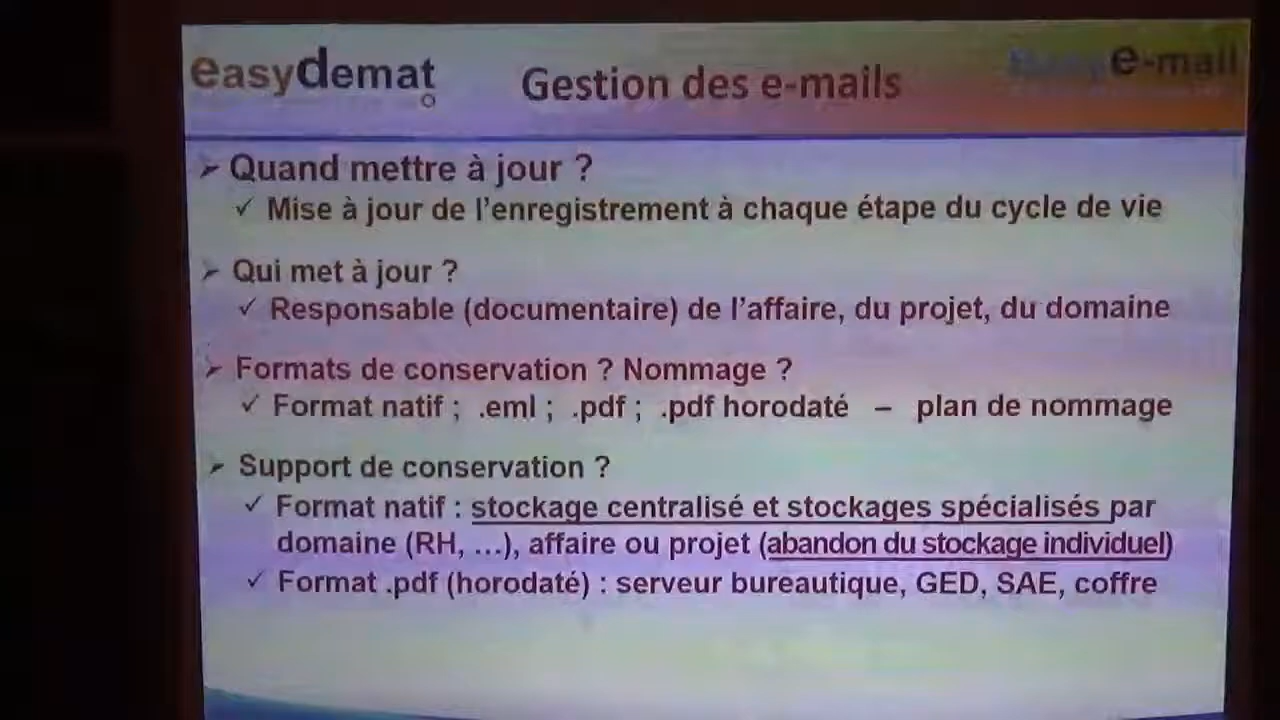 easydemat
Gestion des e-mails
e-mail
➢ Quand mettre à jour ?
✓ Mise à jour de l'enregistrement à chaque étape du cycle de vie
➢ Qui met à jour ?
✓ Responsable (documentaire) de l'affaire, du projet, du domaine
➢ Formats de conservation ? Nommage ?
✓ Format natif ; .eml ; .pdf ; .pdf horodaté – plan de nommage
➢ Support de conservation ?
✓ Format natif : stockage centralisé et stockages spécialisés par
domaine (RH, ...), affaire ou projet (abandon du stockage individuel)
✓ Format .pdf (horodaté) : serveur bureautique, GED, SAE, coffre